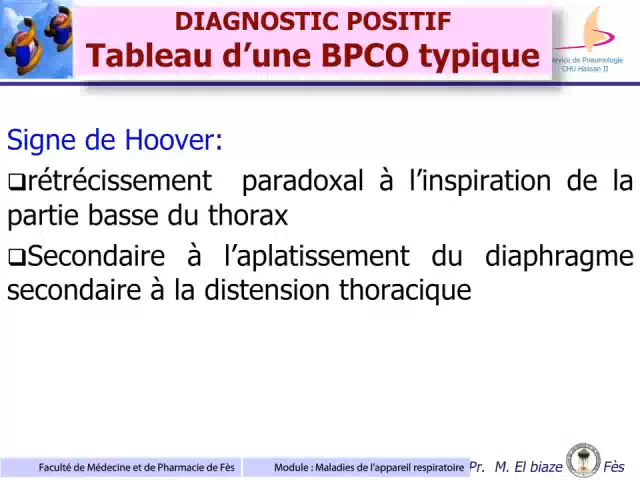 DIAGNOSTIC POSITIF
Tableau d’une BPCO typique
Service de Pneumologie
CHU Hassan II
Signe de Hoover:
❑rétrécissement paradoxal à l’inspiration de la
partie basse du thorax
❑Secondaire à l’aplatissement du diaphragme
secondaire à la distension thoracique
Faculté de Médecine et de Pharmacie de Fès Module : Maladies de l'appareil respiratoire Pr. M. El biaze Fès